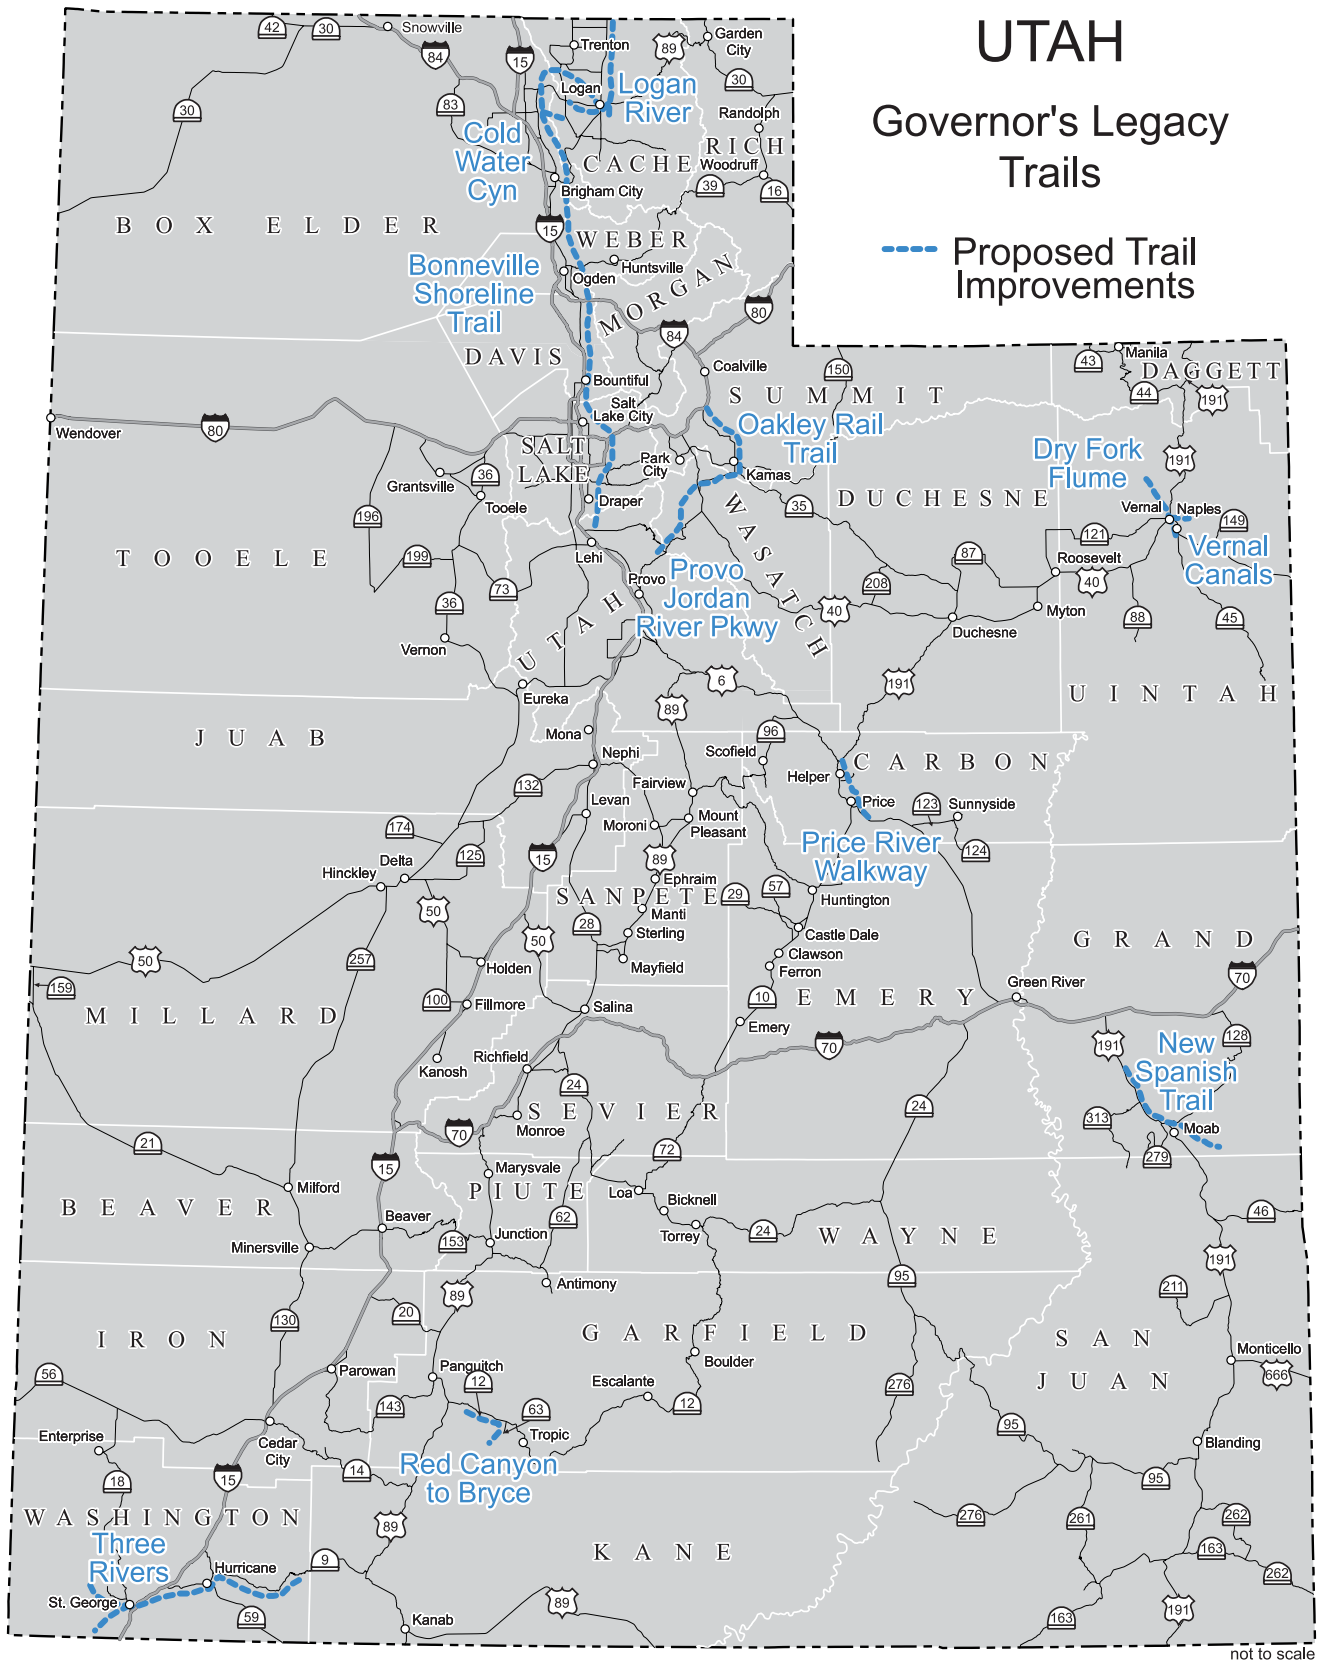 UTAH
Governor's Legacy
Trails
Proposed Trail
Improvements
42
30
Snowville
84
15
Trenton
89
Garden
City
30
Logan
Logan
River
30
83
Randolph
Cold
Water
Cyn
RICH
CACHE
Woodruff
39
16
Brigham City
BOX ELDER
15
WEBER
Huntsville
Ogden
MORGAN
Bonneville
Shoreline
Trail
80
84
DAVIS
Coalville
150
43
Manila
DAGGETT
44
191
Bountiful
SUMMIT
Salt
Lake City
Wendover
80
Oakley Rail
Trail
SALT
LAKE
Park
City
Kamas
Dry Fork
Flume
191
Grantsville
36
Tooele
Draper
DUCHESNE
35
Vernal
Naples
149
196
WASATCH
121
TOOELE
199
Lehi
87
Roosevelt
Vernal
Canals
73
Provo
Provo
Jordan
River Pkwy
208
40
36
UTAH
40
Myton
88
45
Vernon
Duchesne
6
191
UINTAH
Eureka
89
JUAB
Mona
96
Nephi
Scofield
CARBON
Helper
132
Fairview
Levan
Price
123
Sunnyside
174
Moroni
Mount
Pleasant
Price River
Walkway
124
125
15
89
Delta
Hinckley
Ephraim
SANPETE
29
57
Huntington
50
Manti
28
Sterling
Castle Dale
50
257
50
Clawson
GRAND
Holden
Mayfield
Ferron
70
159
Green River
100
Fillmore
Salina
10
EMERY
MILLARD
Emery
128
70
191
New
Spanish
Trail
Richfield
Kanosh
24
24
SEVIER
313
Moab
70
Monroe
21
72
279
15
Marysvale
PIUTE
Milford
Loa
Bicknell
BEAVER
Beaver
62
46
Torrey
24
WAYNE
Minersville
153
Junction
191
Antimony
95
89
211
20
130
IRON
GARFIELD
SAN
JUAN
Monticello
Boulder
Parowan
Panguitch
666
56
12
Escalante
276
12
143
63
95
Tropic
Enterprise
Cedar
City
Blanding
Red Canyon
to Bryce
14
15
95
18
WASHINGTON
276
261
262
89
Three
Rivers
163
KANE
9
Hurricane
262
St. George
89
59
163
191
Kanab
not to scale